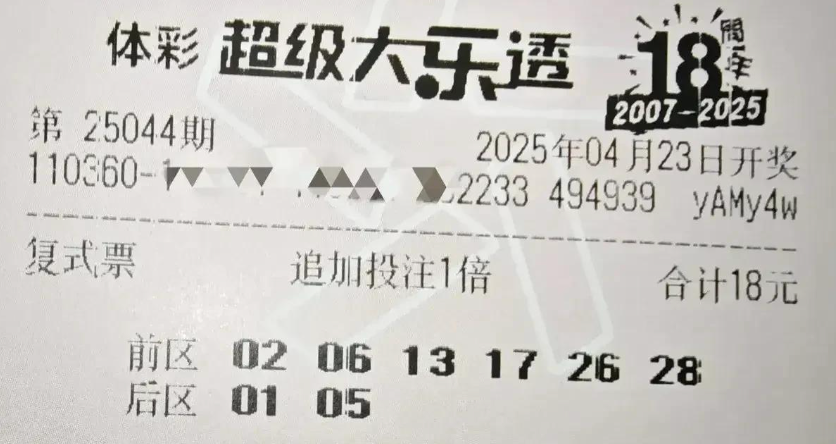 体彩 超级大乐透 18周年 2007-2025
第 25044期 2025年04月23日开奖
110360- 2233 494939 yAMy4w
复式票 追加投注1倍 合计18元
前区 02 06 13 17 26 28
后区 01 05